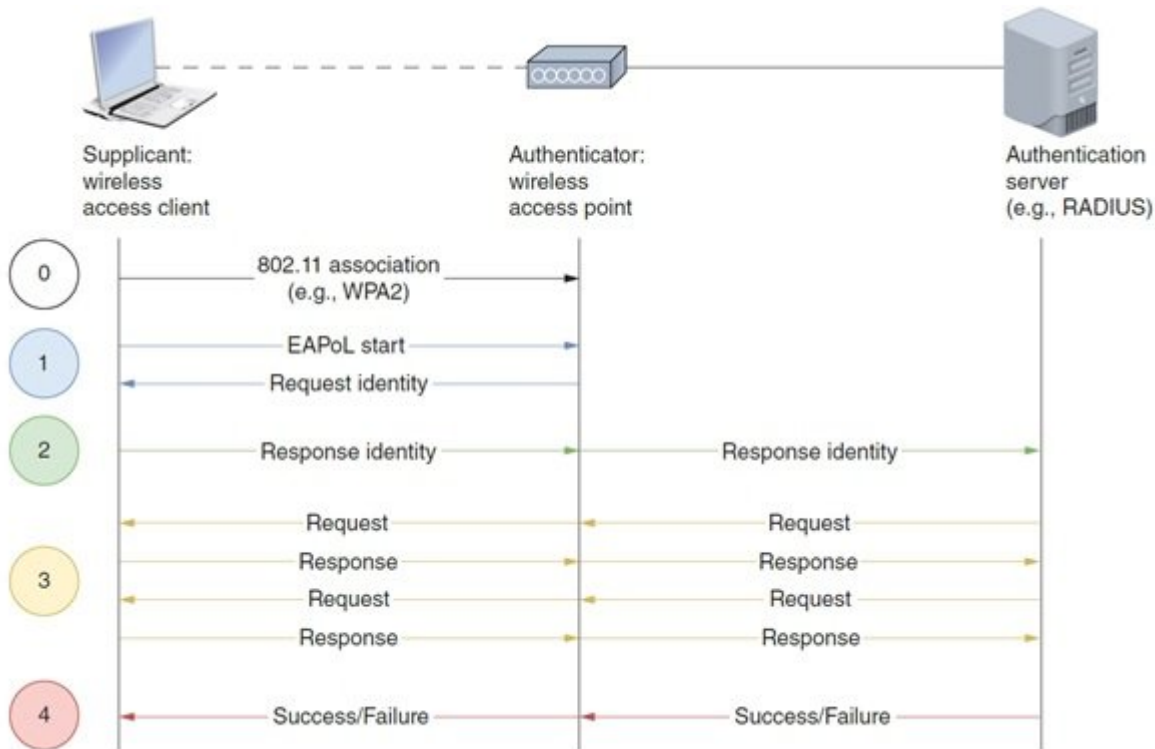 Supplicant:
wireless
access client
Authenticator:
wireless
access point
Authentication
server
(e.g., RADIUS)
0
802.11 association
(e.g., WPA2)
1
EAPoL start
Request identity
2
Response identity
Response identity
3
Request
Request
Response
Response
Request
Request
Response
Response
4
Success/Failure
Success/Failure